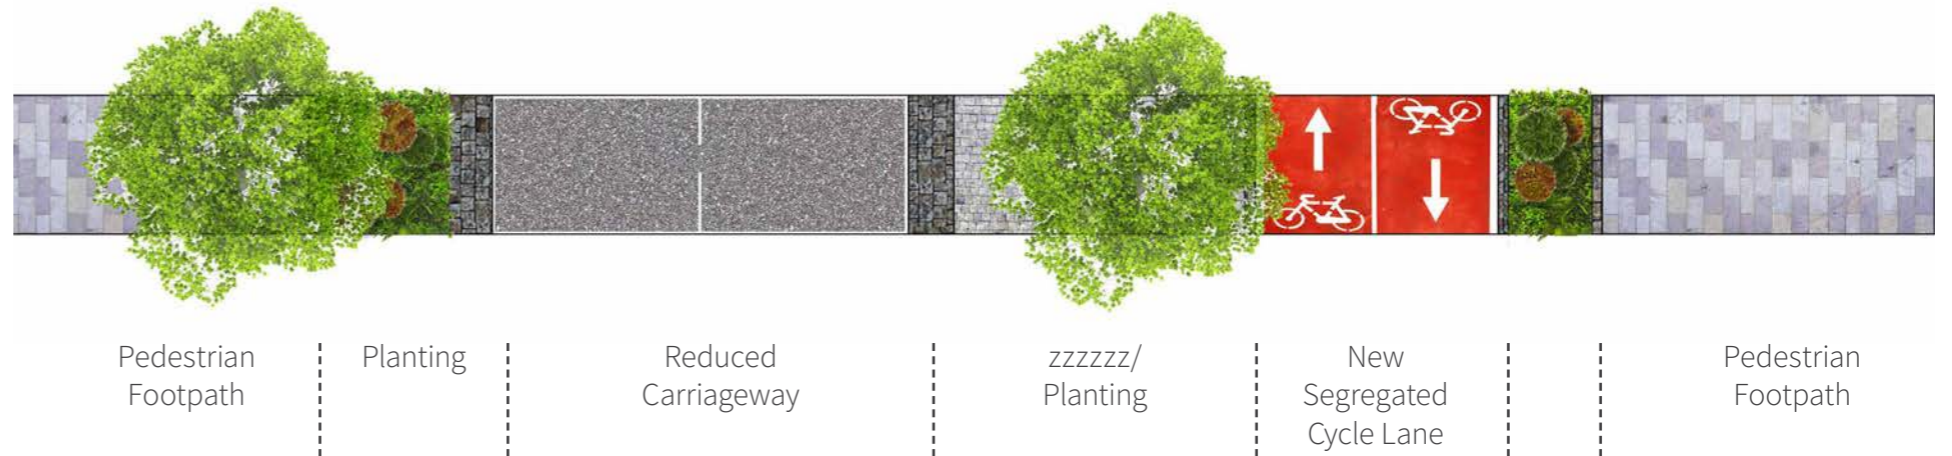 Pedestrian
Footpath
Planting
Reduced
Carriageway
zzzzzz/
Planting
New
Segregated
Cycle Lane
Pedestrian
Footpath